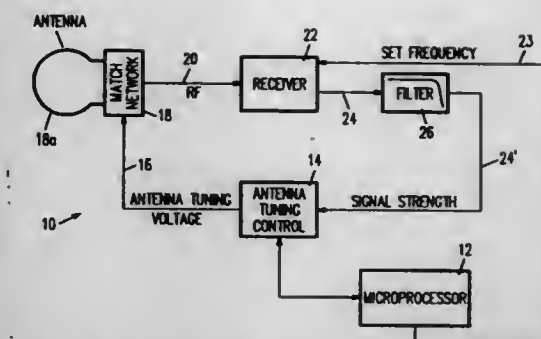 ANTENNA
22
SET FREQUENCY
23
20
MATCH
NETWORK
RF
RECEIVER
FILTER
18
24
26
18a
16
14
24'
ANTENNA TUNING
VOLTAGE
ANTENNA
TUNING
CONTROL
SIGNAL STRENGTH
10
12
MICROPROCESSOR